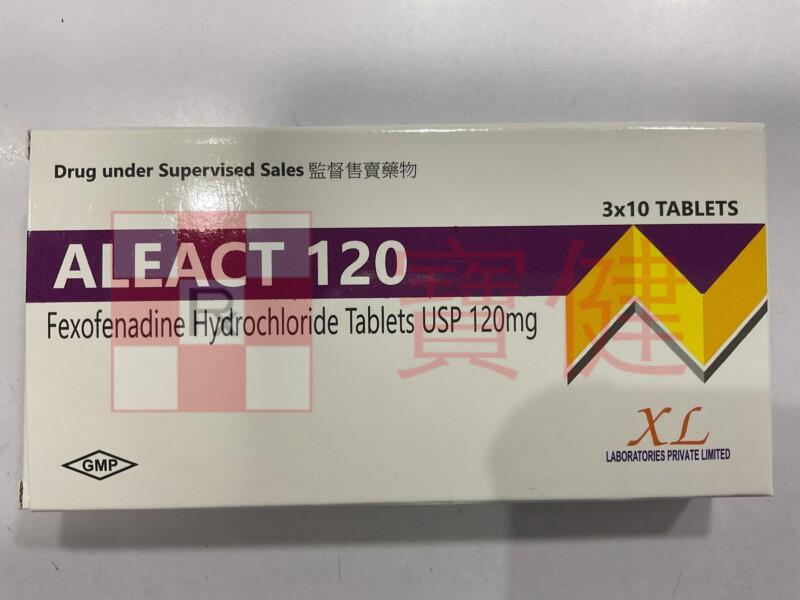 Drug under Supervised Sales 監督售賣藥物
3x10 TABLETS
ALEACT 120
R
寶健
Fexofenadine Hydrochloride Tablets USP 120mg
GMP
XL
LABORATORIES PRIVATE LIMITED